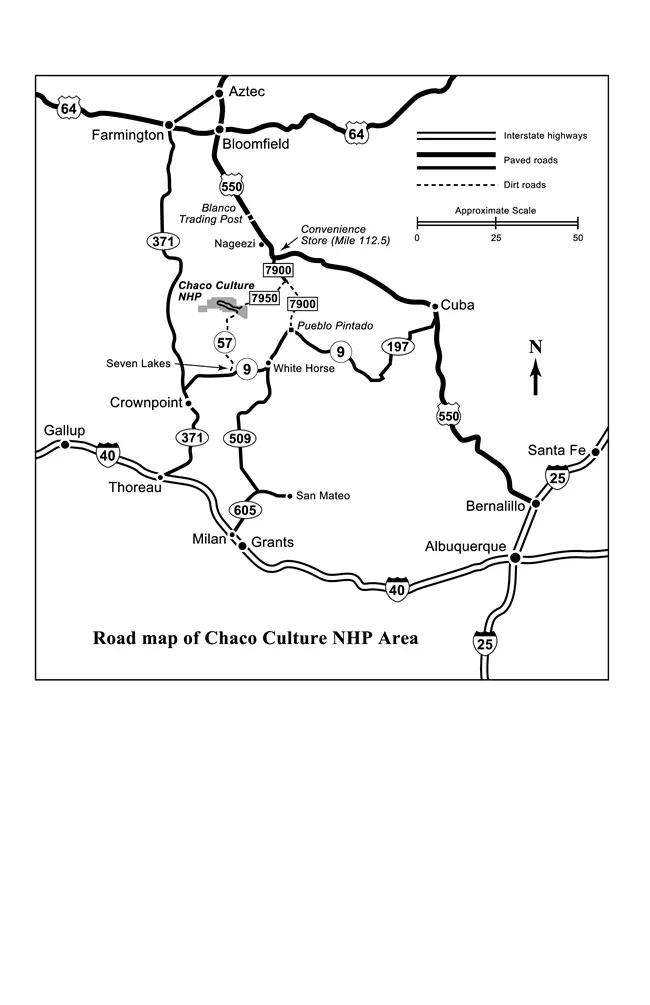 Aztec
64
Farmington
Bloomfield
64
Interstate highways
Paved roads
Dirt roads
Approximate Scale
0 25 50
550
Blanco
Trading Post
Convenience
Store (Mile 112.5)
Nageezi
371
7900
Chaco Culture
NHP
7950
7900
Cuba
Pueblo Pintado
57
9
197
N
Seven Lakes
9
White Horse
Crownpoint
550
Gallup
371
509
40
Santa Fe
25
Thoreau
San Mateo
605
Bernalillo
Milan
Grants
Albuquerque
40
Road map of Chaco Culture NHP Area
25